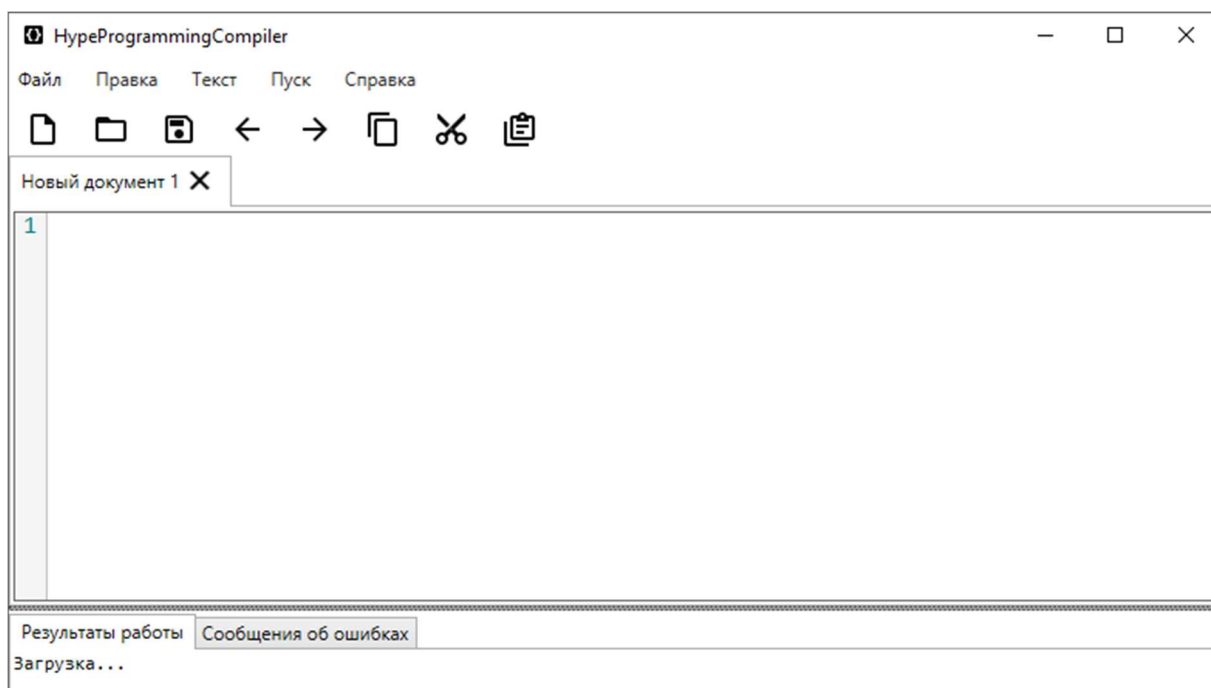 HypeProgrammingCompiler
Файл Правка Текст Пуск Справка
Новый документ 1
1
Результаты работы Сообщения об ошибках
Загрузка...